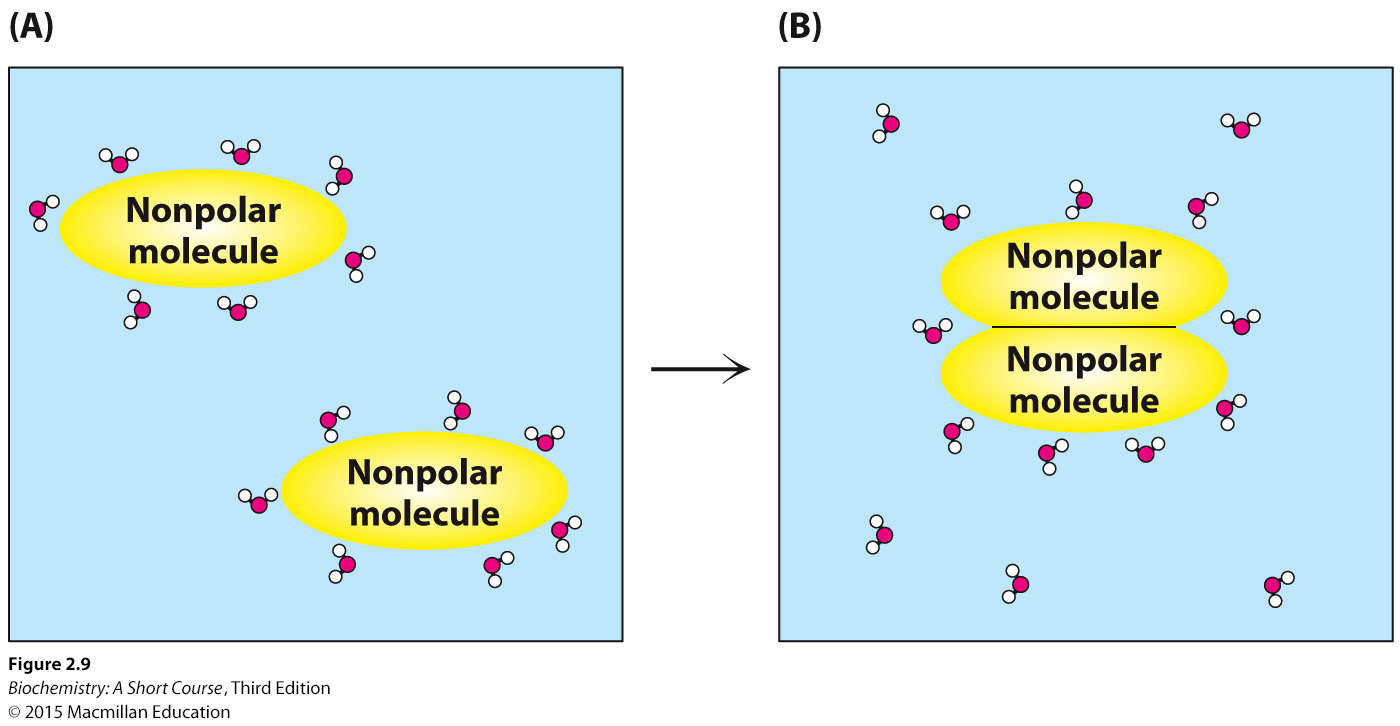 (A)
(B)
Nonpolar
molecule
Nonpolar
molecule
Nonpolar
molecule
Nonpolar
molecule
Figure 2.9
Biochemistry: A Short Course, Third Edition
© 2015 Macmillan Education